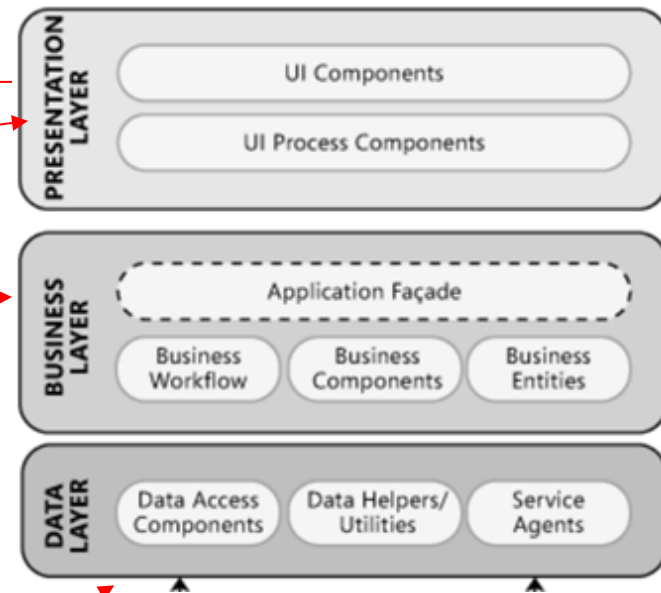 PRESENTATION
LAYER
UI Components
UI Process Components
BUSINESS
LAYER
Application Façade
Business
Workflow
Business
Components
Business
Entities
DATA
LAYER
Data Access
Components
Data Helpers/
Utilities
Service
Agents